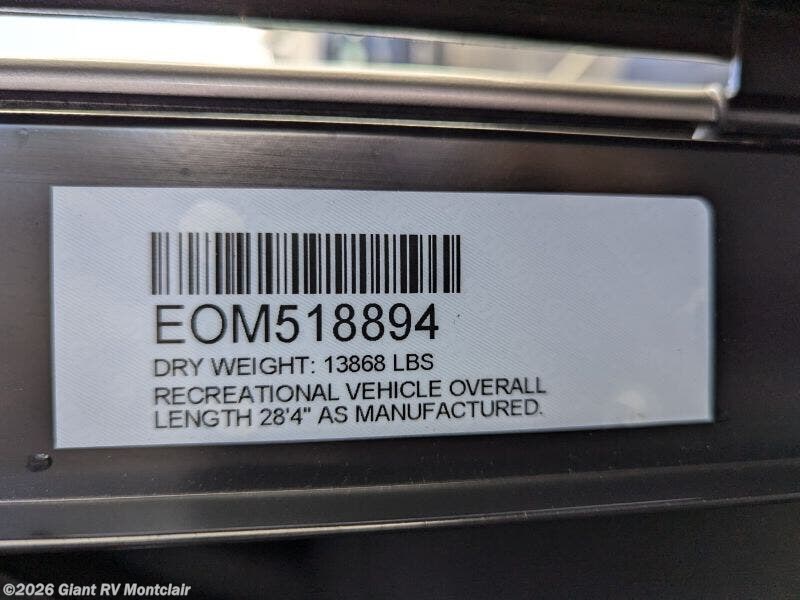 EOM518894
DRY WEIGHT: 13868 LBS
RECREATIONAL VEHICLE OVERALL
LENGTH 28'4" AS MANUFACTURED.
©2026 Giant RV Montclair